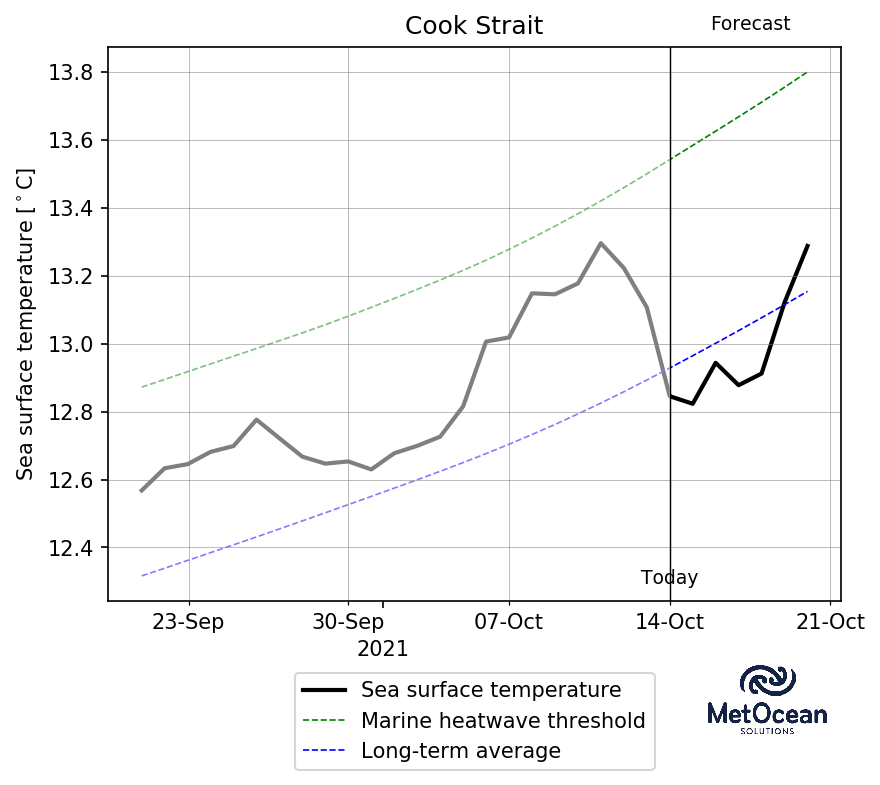 Cook Strait
Forecast
Sea surface temperature [°C]
13.8
13.6
13.4
13.2
13.0
12.8
12.6
12.4
Today
23-Sep
30-Sep
07-Oct
14-Oct
21-Oct
2021
Sea surface temperature
Marine heatwave threshold
Long-term average
MetOcean
SOLUTIONS